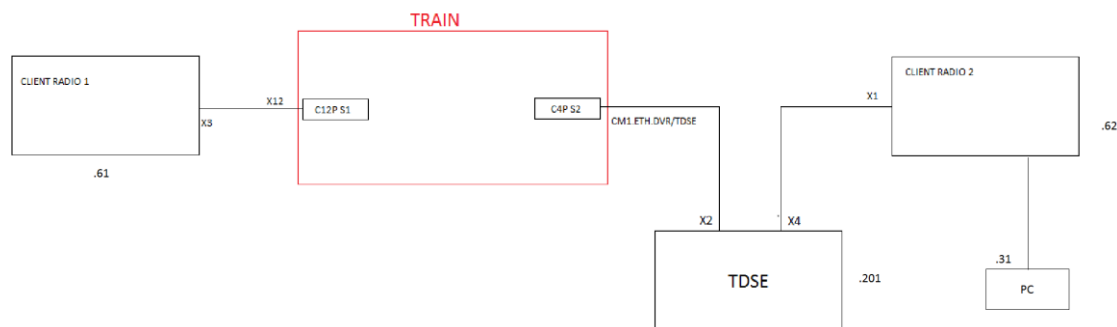 TRAIN
CLIENT RADIO 1
CLIENT RADIO 2
X12
C12P S1
C4P S2
X1
X3
CM1.ETH.DVR/TDSE
.62
.61
X2
X4
.31
TDSE
.201
PC